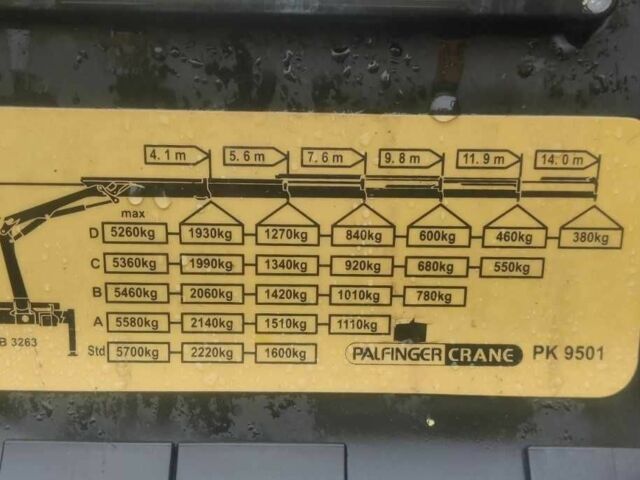 4. 1 m 5. 6 m 7. 6 m 9. 8 m 11. 9 m 14. 0 m
max
D 5260kg 1930kg 1270kg 840kg 600kg 460kg 380kg
C 5360kg 1990kg 1340kg 920kg 680kg 550kg
B 5460kg 2060kg 1420kg 1010kg 780kg
A 5580kg 2140kg 1510kg 1110kg
B 3263
Std 5700kg 2220kg 1600kg PALFINGER CRANE PK 9501